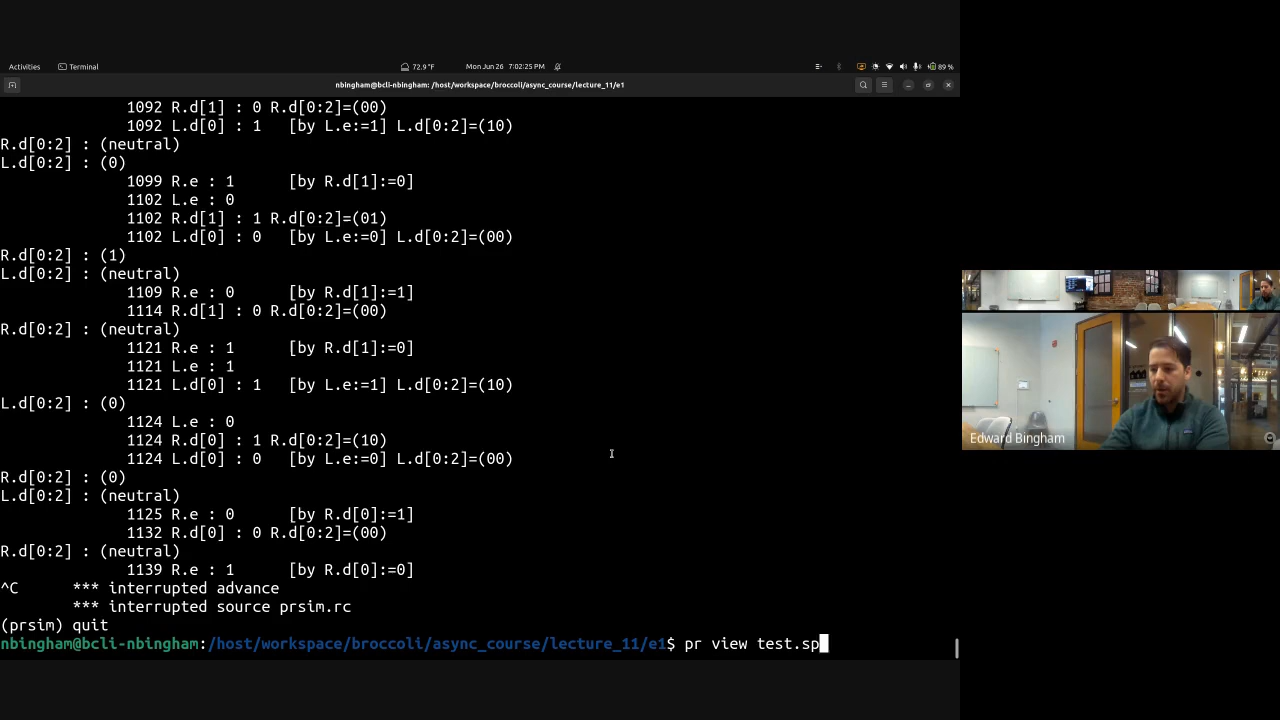 Activities
Terminal
72.9 °F
Mon Jun 26 7:02:25 PM
89 %
nbingham@bcli-nbingham: /host/workspace/broccoli/async_course/lecture_11/e1
1092 R.d[1] : 0 R.d[0:2]=(00)
1092 L.d[0] : 1 [by L.e:=1] L.d[0:2]=(10)
R.d[0:2] : (neutral)
L.d[0:2] : (0)
1099 R.e : 1 [by R.d[1]:=0]
1102 L.e : 0
1102 R.d[1] : 1 R.d[0:2]=(01)
1102 L.d[0] : 0 [by L.e:=0] L.d[0:2]=(00)
R.d[0:2] : (1)
L.d[0:2] : (neutral)
1109 R.e : 0 [by R.d[1]:=1]
1114 R.d[1] : 0 R.d[0:2]=(00)
R.d[0:2] : (neutral)
1121 R.e : 1 [by R.d[1]:=0]
1121 L.e : 1
1121 L.d[0] : 1 [by L.e:=1] L.d[0:2]=(10)
L.d[0:2] : (0)
1124 L.e : 0
1124 R.d[0] : 1 R.d[0:2]=(10)
1124 L.d[0] : 0 [by L.e:=0] L.d[0:2]=(00)
R.d[0:2] : (0)
L.d[0:2] : (neutral)
1125 R.e : 0 [by R.d[0]:=1]
1132 R.d[0] : 0 R.d[0:2]=(00)
R.d[0:2] : (neutral)
1139 R.e : 1 [by R.d[0]:=0]
^C *** interrupted advance
*** interrupted source prsim.rc
(prsim) quit
nbingham@bcli-nbingham:/host/workspace/broccoli/async_course/lecture_11/e1$ pr view test.sp
Edward Bingham